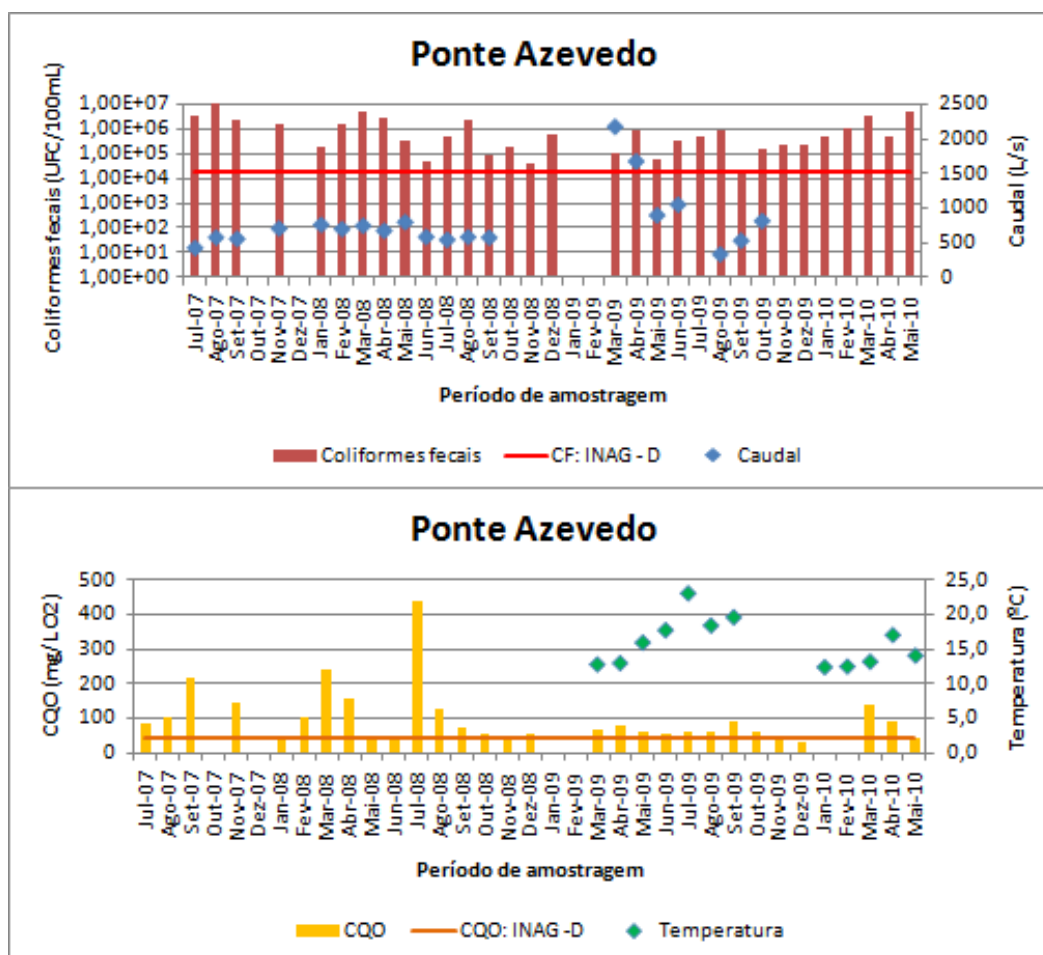 Ponte Azevedo
Coliformes fecais (UFC/100mL)
1,00E+07
1,00E+06
1,00E+05
1,00E+04
1,00E+03
1,00E+02
1,00E+01
1,00E+00
2500
2000
1500
1000
500
0
Caudal (L/s)
Jul-07
Ago-07
Set-07
Out-07
Nov-07
Dez-07
Jan-08
Fev-08
Mar-08
Abr-08
Mai-08
Jun-08
Jul-08
Ago-08
Set-08
Out-08
Nov-08
Dez-08
Jan-09
Fev-09
Mar-09
Abr-09
Mai-09
Jun-09
Jul-09
Ago-09
Set-09
Out-09
Nov-09
Dez-09
Jan-10
Fev-10
Mar-10
Abr-10
Mai-10
Período de amostragem
Coliformes fecais CF: INAG - D Caudal
Ponte Azevedo
CQO (mg/ L O2)
500
400
300
200
100
0
25,0
20,0
15,0
10,0
5,0
0,0
Temperatura (ºC)
Jul-07
Ago-07
Set-07
Out-07
Nov-07
Dez-07
Jan-08
Fev-08
Mar-08
Abr-08
Mai-08
Jun-08
Jul-08
Ago-08
Set-08
Out-08
Nov-08
Dez-08
Jan-09
Fev-09
Mar-09
Abr-09
Mai-09
Jun-09
Jul-09
Ago-09
Set-09
Out-09
Nov-09
Dez-09
Jan-10
Fev-10
Mar-10
Abr-10
Mai-10
Período de amostragem
CQO CQO: INAG -D Temperatura